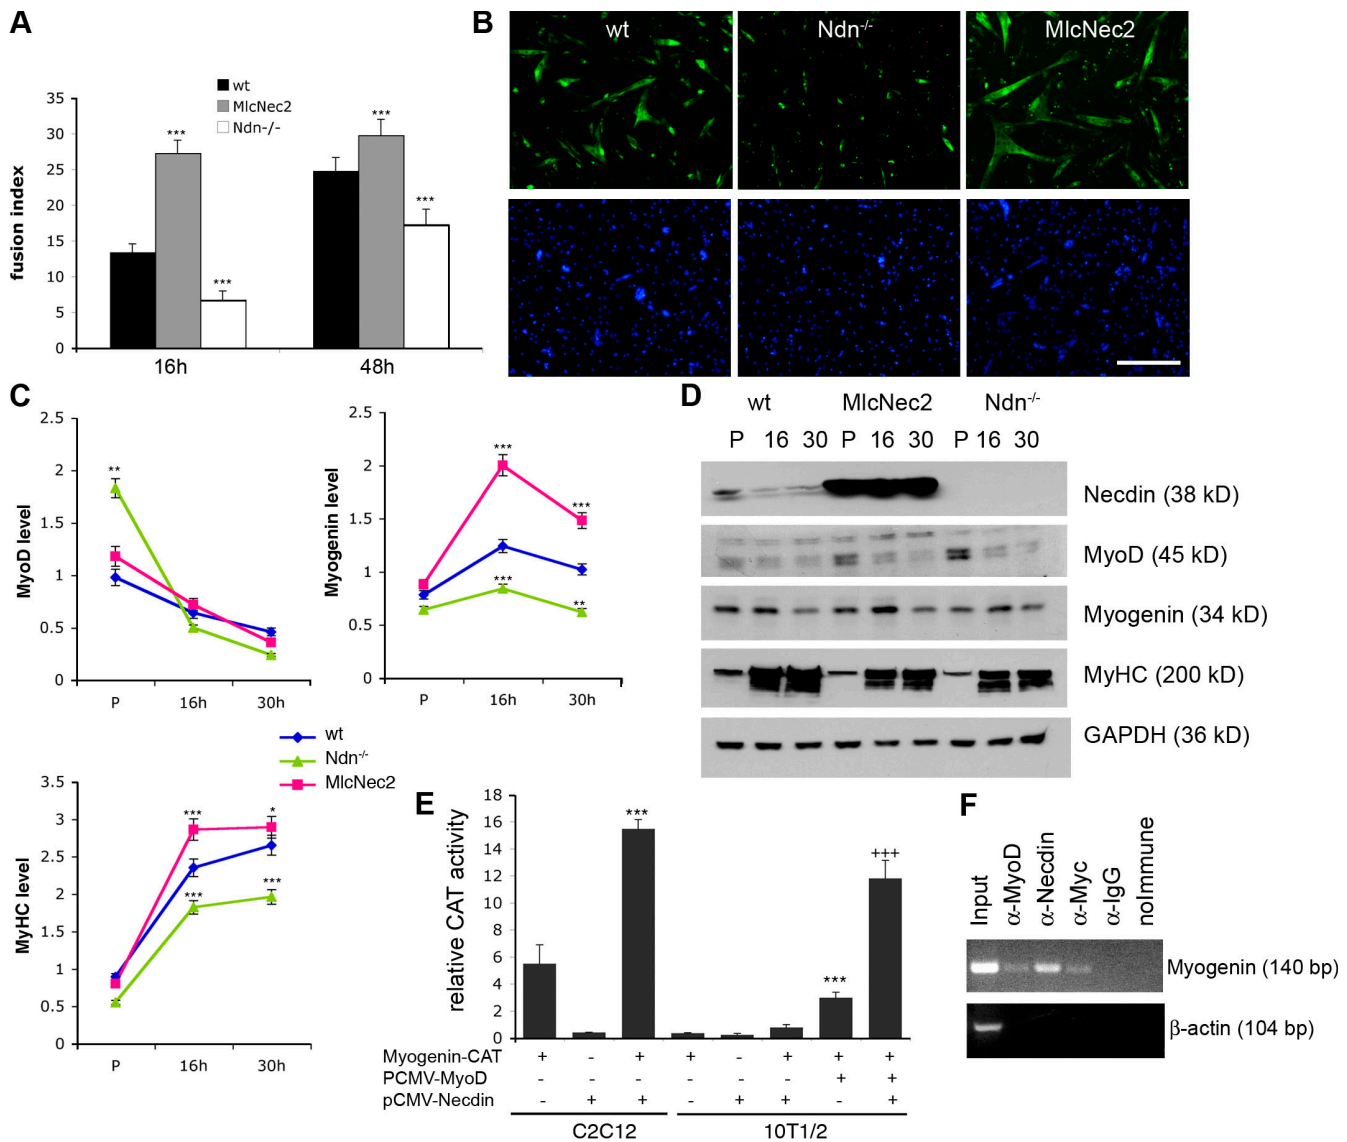 A
wt
MlcNec2
Ndn-/-
35
30
25
20
15
10
5
0
fusion index
***
***
***
***
16h
48h
B
wt
Ndn-/-
MlcNec2
C
2.5
2
1.5
1
0.5
0
MyoD level
**
P
16h
30h
2.5
2
1.5
1
0.5
0
Myogenin level
***
***
***
**
P
16h
30h
wt
Ndn-/-
MlcNec2
3.5
3
2.5
2
1.5
1
0.5
0
MyHC level
***
*
***
***
P
16h
30h
D
wt MlcNec2 Ndn-/-
P 16 30 P 16 30 P 16 30
Necdin (38 kD)
MyoD (45 kD)
Myogenin (34 kD)
MyHC (200 kD)
GAPDH (36 kD)
E
18
16
14
12
10
8
6
4
2
0
relative CAT activity
***
***
+++
Myogenin-CAT + - + + - + + +
PCMV-MyoD - - - - - - + +
pCMV-Necdin - + + - + + - +
C2C12
10T1/2
F
Input
α-MyoD
α-Necdin
α-Myc
α-IgG
noImmune
Myogenin (140 bp)
β-actin (104 bp)